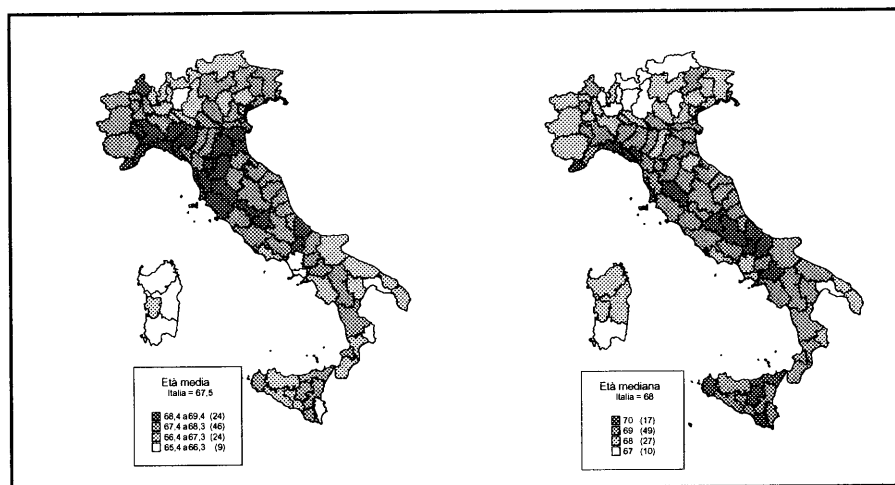 Età media
Italia = 67,5
68,4 a 69,4 (24)
67,4 a 68,3 (46)
66,4 a 67,3 (24)
65,4 a 66,3 (9)
Età mediana
Italia = 68
70 (17)
69 (49)
68 (27)
67 (10)